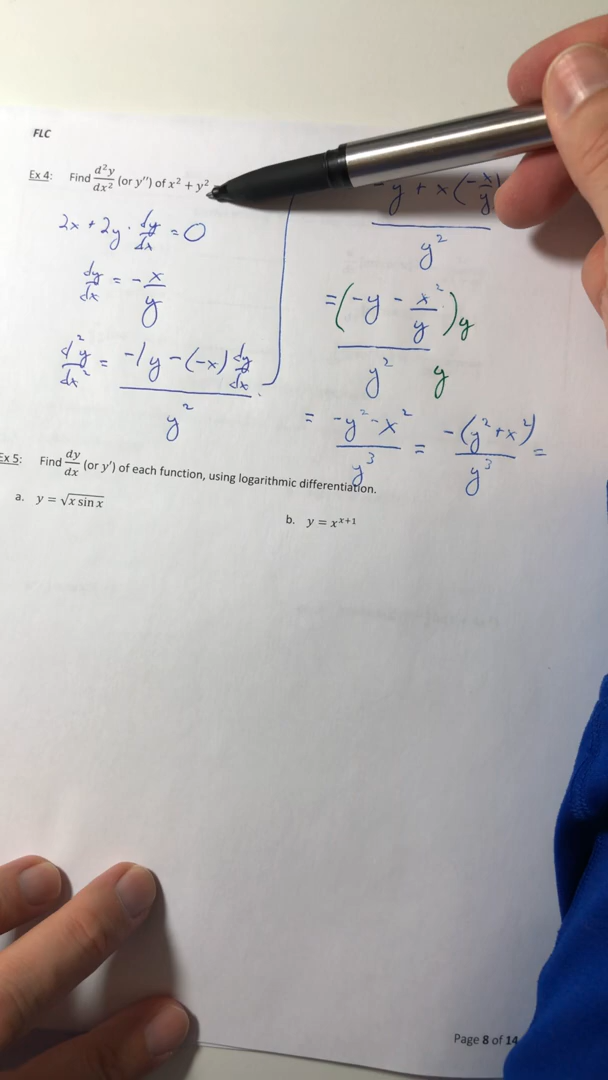 FLC
Ex 4: Find d²y/dx² (or y'') of x² + y²
2x + 2y · dy/dx = 0
dy/dx = -x/y
d²y/dx² = (-1y - (-x) dy/dx)/y²
(-y + x(-x/y))/y²
= (-y - x²/y)y / y² y
= (-y² - x²)/y³ = -(y² + x²)/y³ =
Ex 5: Find dy/dx (or y') of each function, using logarithmic differentiation.
a. y = √x sin x
b. y = xˣ⁺¹
Page 8 of 14